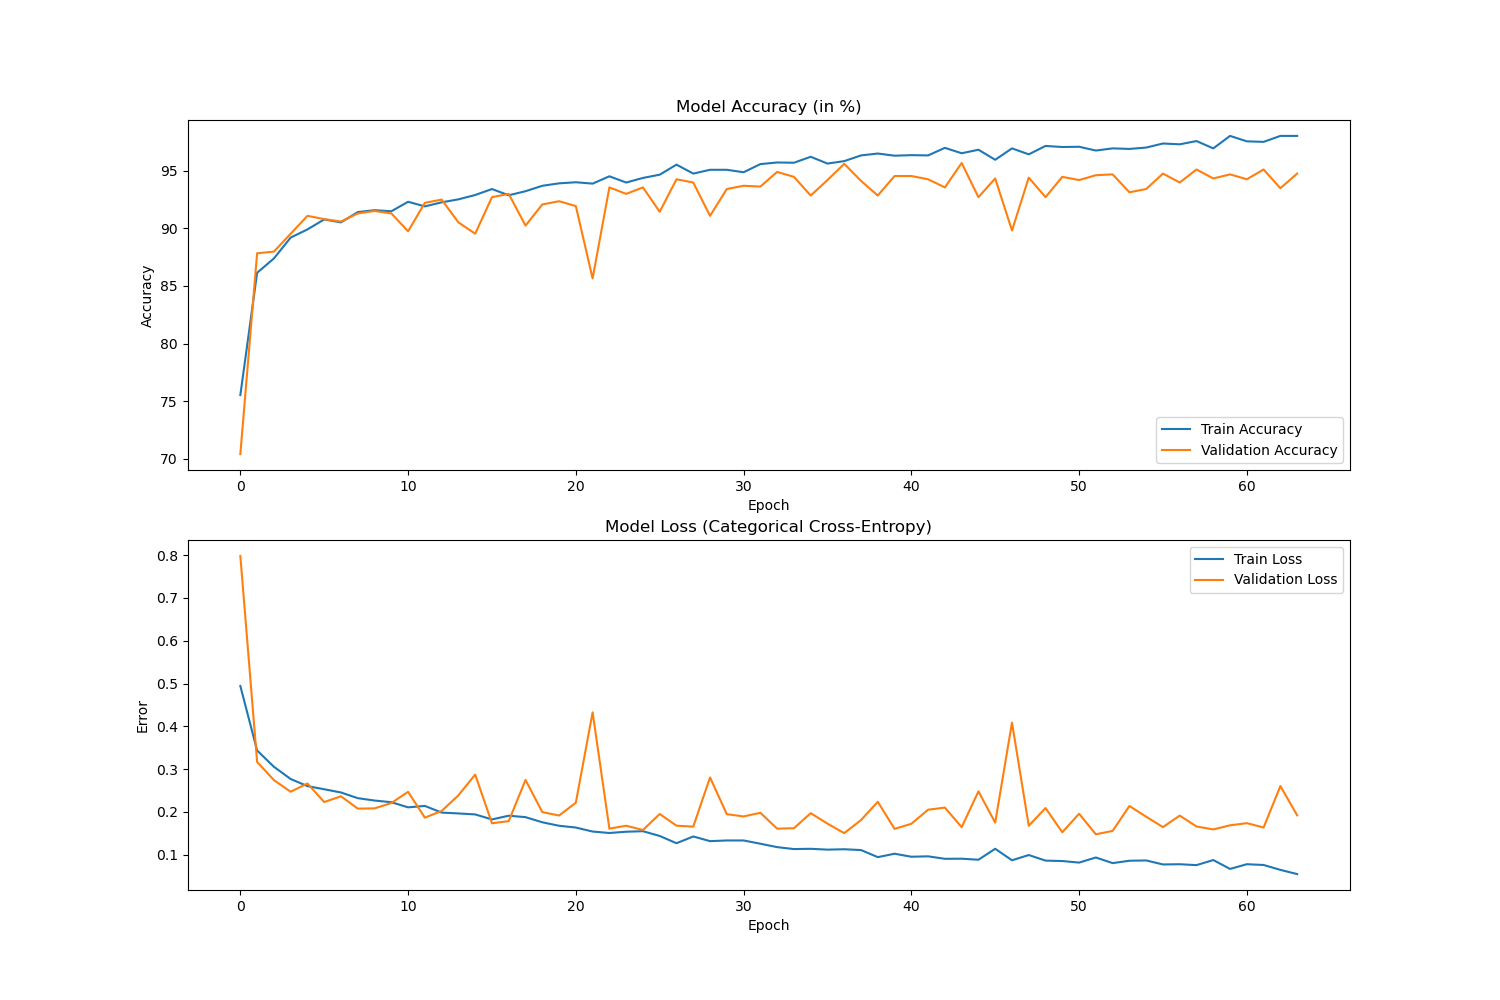 Model Accuracy (in %)
95
90
85
80
75
70
Accuracy
Train Accuracy
Validation Accuracy
0 10 20 30 40 50 60
Epoch
Model Loss (Categorical Cross-Entropy)
0.8
0.7
0.6
0.5
0.4
0.3
0.2
0.1
Error
Train Loss
Validation Loss
0 10 20 30 40 50 60
Epoch